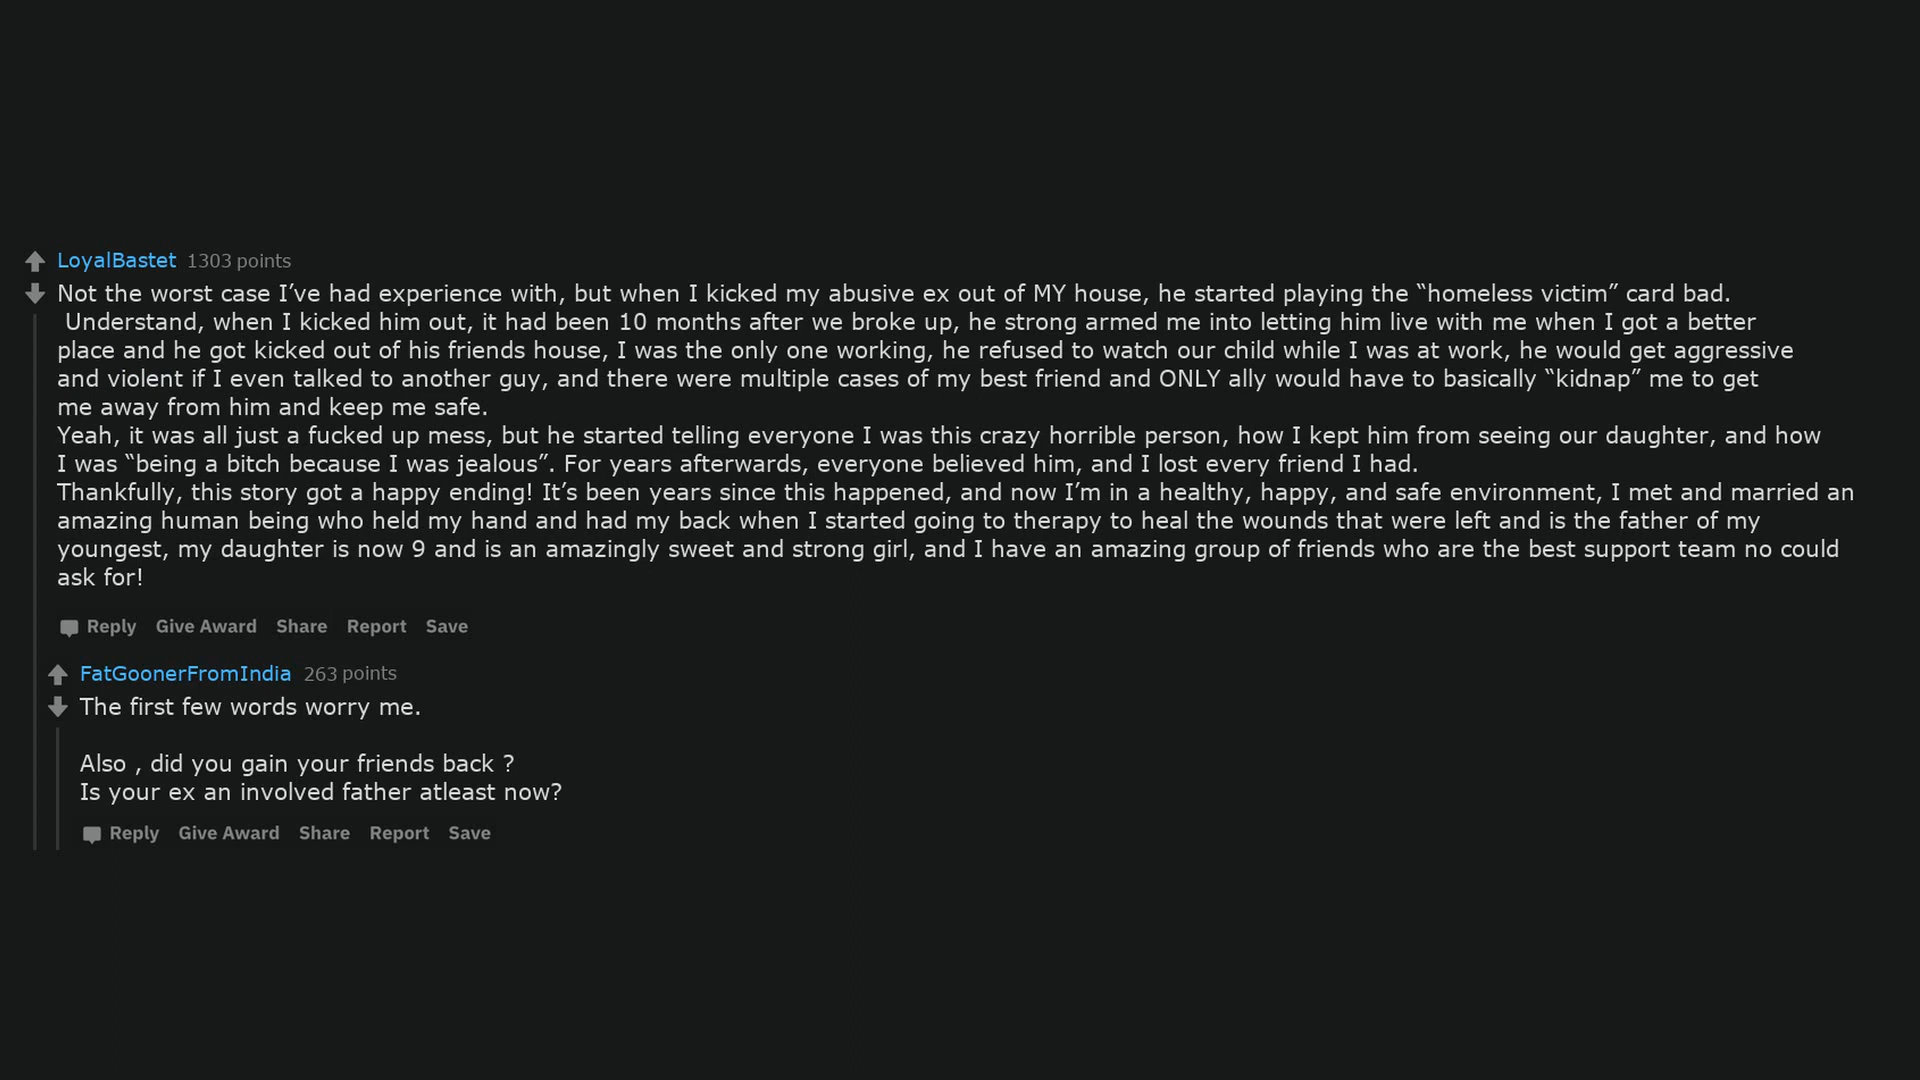 LoyalBastet 1303 points
Not the worst case I’ve had experience with, but when I kicked my abusive ex out of MY house, he started playing the “homeless victim” card bad.
Understand, when I kicked him out, it had been 10 months after we broke up, he strong armed me into letting him live with me when I got a better
place and he got kicked out of his friends house, I was the only one working, he refused to watch our child while I was at work, he would get aggressive
and violent if I even talked to another guy, and there were multiple cases of my best friend and ONLY ally would have to basically “kidnap” me to get
me away from him and keep me safe.
Yeah, it was all just a fucked up mess, but he started telling everyone I was this crazy horrible person, how I kept him from seeing our daughter, and how
I was “being a bitch because I was jealous”. For years afterwards, everyone believed him, and I lost every friend I had.
Thankfully, this story got a happy ending! It’s been years since this happened, and now I’m in a healthy, happy, and safe environment, I met and married an
amazing human being who held my hand and had my back when I started going to therapy to heal the wounds that were left and is the father of my
youngest, my daughter is now 9 and is an amazingly sweet and strong girl, and I have an amazing group of friends who are the best support team no could
ask for!
Reply Give Award Share Report Save
FatGoonerFromIndia 263 points
The first few words worry me.
Also , did you gain your friends back ?
Is your ex an involved father atleast now?
Reply Give Award Share Report Save